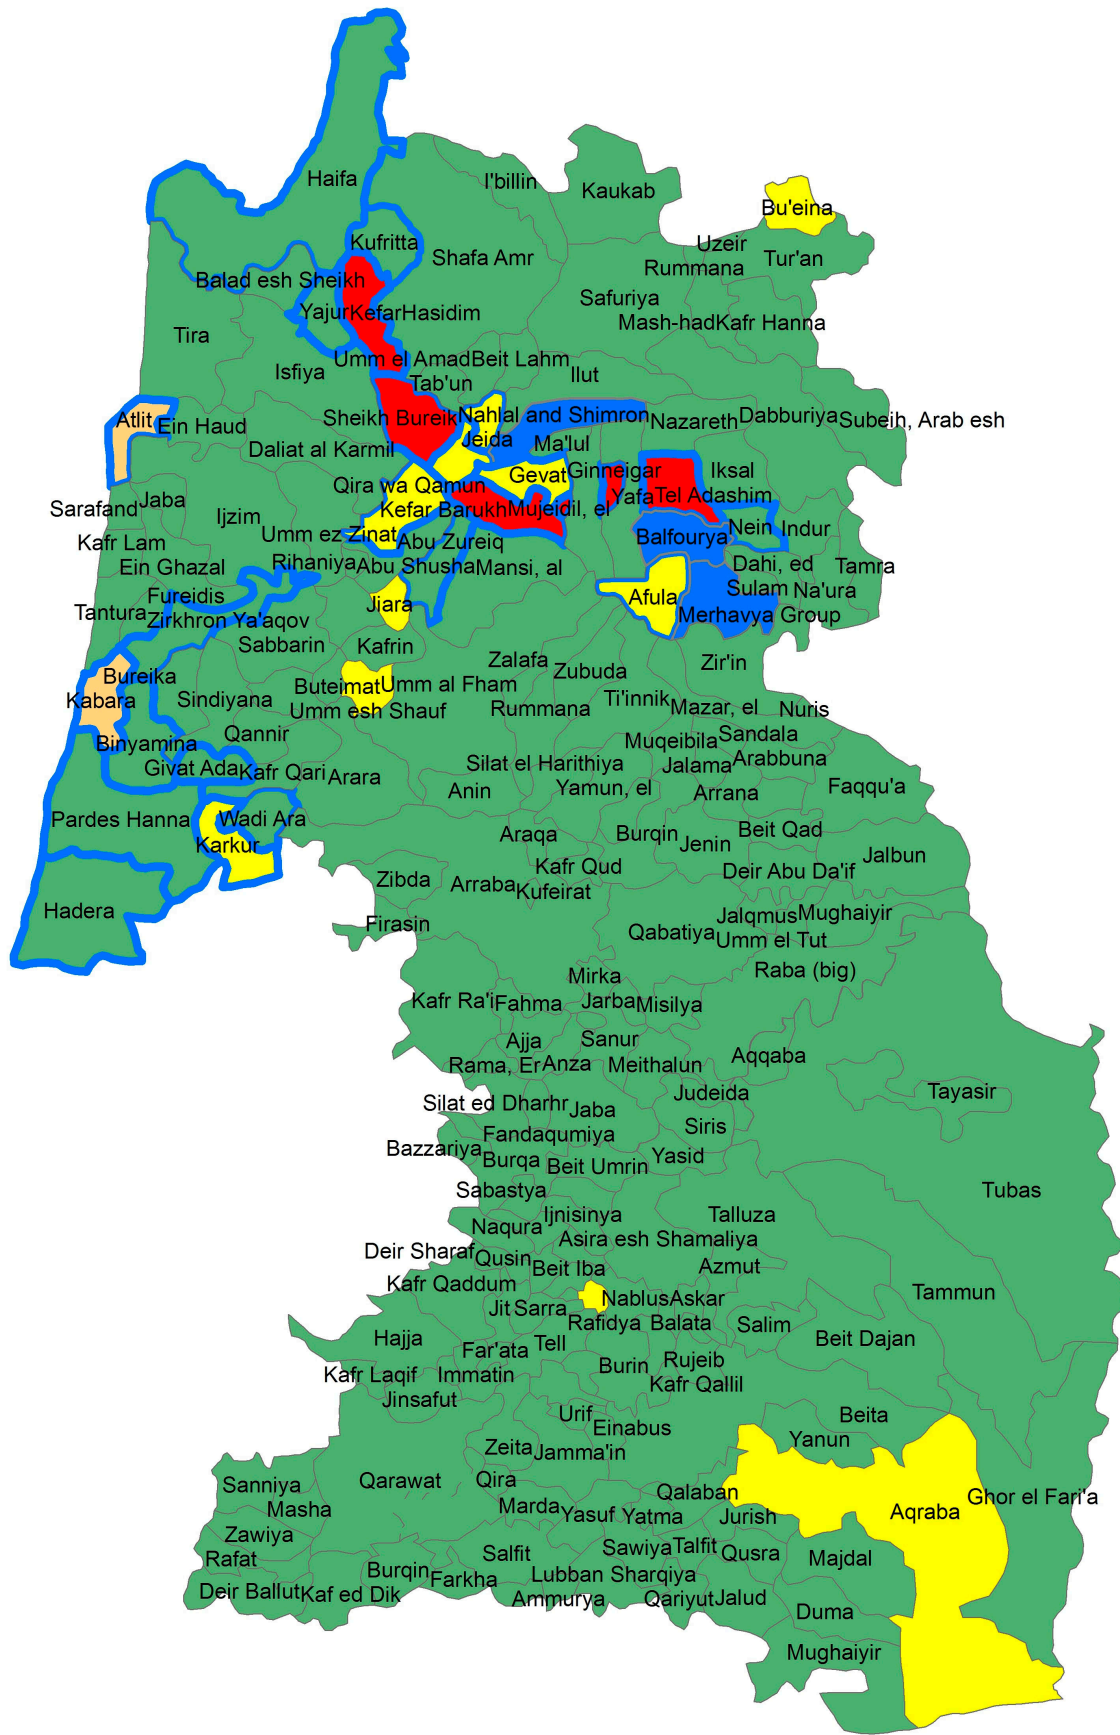 Haifa
I'billin
Kaukab
Bu'eina
Kufritta
Shafa Amr
Uzeir
Tur'an
Rummana
Balad esh Sheikh
Safuriya
Yajur
KefarHasidim
Mash-had
Kafr Hanna
Tira
Umm el Amad
Beit Lahm
Isfiya
Tab'un
Ilut
Atlit
Ein Haud
Sheikh Bureik
Nahlal and Shimron
Nazareth
Dabburiya
Subeih, Arab esh
Jeida
Ma'lul
Daliat al Karmil
Qira wa Qamun
Gevat
Ginneigar
Iksal
Yafa
Tel Adashim
Sarafand
Jaba
Kefar Barukh
Mujeidil, el
Ijzim
Umm ez Zinat
Abu Zureiq
Balfourya
Nein
Indur
Kafr Lam
Ein Ghazal
Rihaniya
Abu Shusha
Mansi, al
Dahi, ed
Tamra
Fureidis
Jiara
Afula
Sulam
Na'ura
Tantura
Zirkhron Ya'aqov
Merhavya Group
Sabbarin
Kafrin
Zalafa
Zubuda
Zir'in
Bureika
Kabara
Sindiyana
Buteimat
Umm al Fham
Umm esh Shauf
Rummana
Ti'innik
Mazar, el
Nuris
Binyamina
Qannir
Muqeibila
Sandala
Givat Ada
Kafr Qari
Arara
Silat el Harithiya
Jalama
Arabbuna
Anin
Yamun, el
Arrana
Faqqu'a
Pardes Hanna
Wadi Ara
Karkur
Araqa
Burqin
Jenin
Beit Qad
Jalbun
Kafr Qud
Deir Abu Da'if
Zibda
Arraba
Kufeirat
Hadera
Firasin
Jalqmus
Mughaiyir
Qabatiya
Umm el Tut
Mirka
Raba (big)
Kafr Ra'i
Fahma
Jarba
Misilya
Ajja
Sanur
Aqqaba
Rama, Er
Anza
Meithalun
Tayasir
Silat ed Dharhr
Jaba
Judeida
Fandaqumiya
Siris
Bazzariya
Burqa
Beit Umrin
Yasid
Sabastya
Tubas
Naqura
Ijnisinya
Talluza
Asira esh Shamaliya
Deir Sharaf
Qusin
Beit Iba
Azmut
Kafr Qaddum
Tammun
Jit
Sarra
Nablus
Askar
Rafidya
Balata
Salim
Hajja
Far'ata
Tell
Beit Dajan
Kafr Laqif
Immatin
Burin
Rujeib
Kafr Qallil
Jinsafut
Urif
Einabus
Beita
Zeita
Jamma'in
Yanun
Sanniya
Qarawat
Qira
Qalaban
Ghor el Fari'a
Masha
Marda
Yasuf
Yatma
Jurish
Aqraba
Zawiya
Rafat
Salfit
Sawiya
Talfit
Qusra
Majdal
Deir Ballut
Kaf ed Dik
Burqin
Farkha
Lubban Sharqiya
Ammurya
Qariyut
Jalud
Duma
Mughaiyir